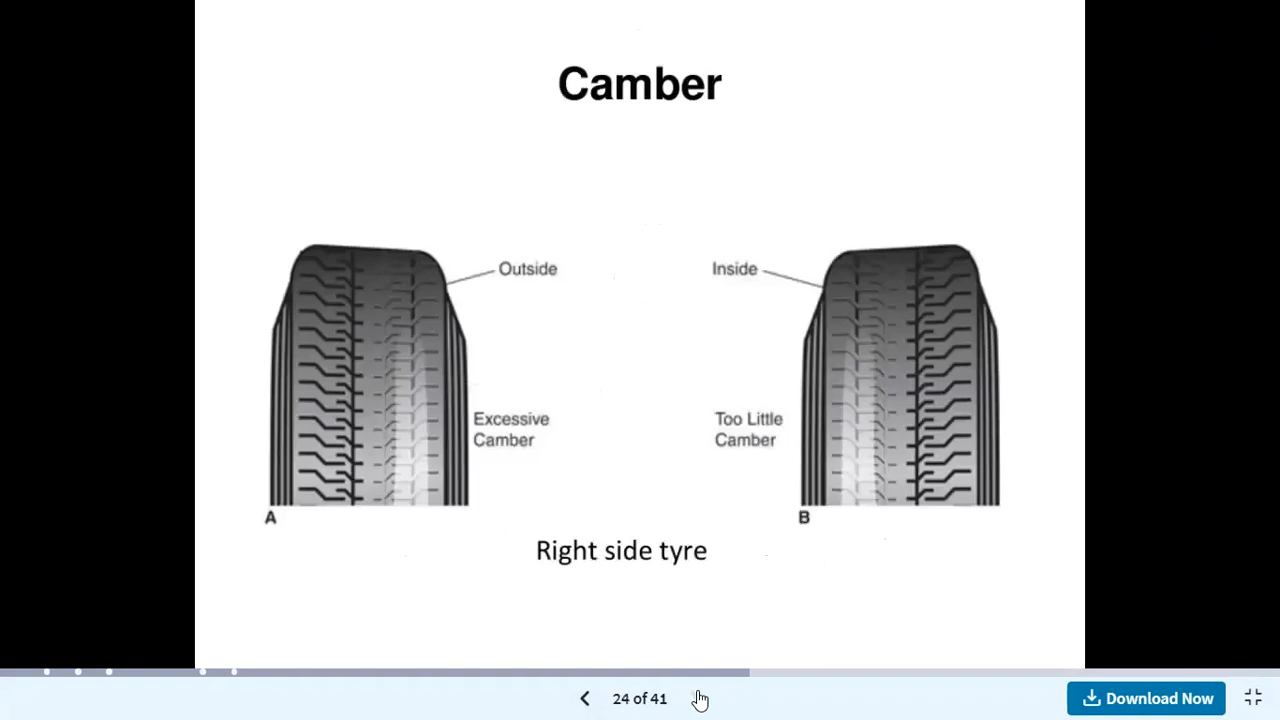 Camber
Outside
Inside
Excessive
Camber
Too Little
Camber
A
B
Right side tyre
24 of 41
Download Now